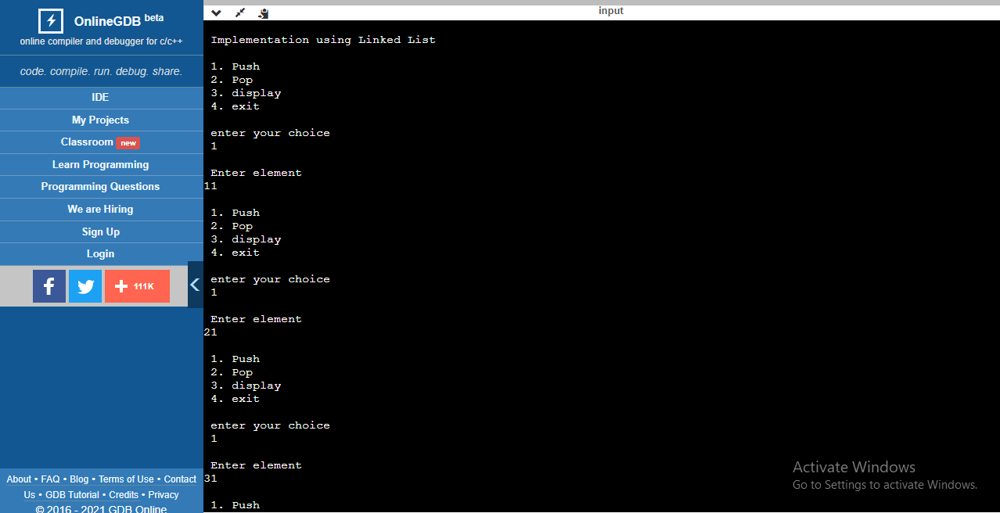 OnlineGDB beta
online compiler and debugger for c/c++
code. compile. run. debug. share.
IDE
My Projects
Classroom new
Learn Programming
Programming Questions
We are Hiring
Sign Up
Login
111K
About • FAQ • Blog • Terms of Use • Contact
Us • GDB Tutorial • Credits • Privacy
© 2016 - 2021 GDB Online
input
Implementation using Linked List
1. Push
2. Pop
3. display
4. exit
enter your choice
1
Enter element
11
1. Push
2. Pop
3. display
4. exit
enter your choice
1
Enter element
21
1. Push
2. Pop
3. display
4. exit
enter your choice
1
Enter element
31
1. Push
Activate Windows
Go to Settings to activate Windows.